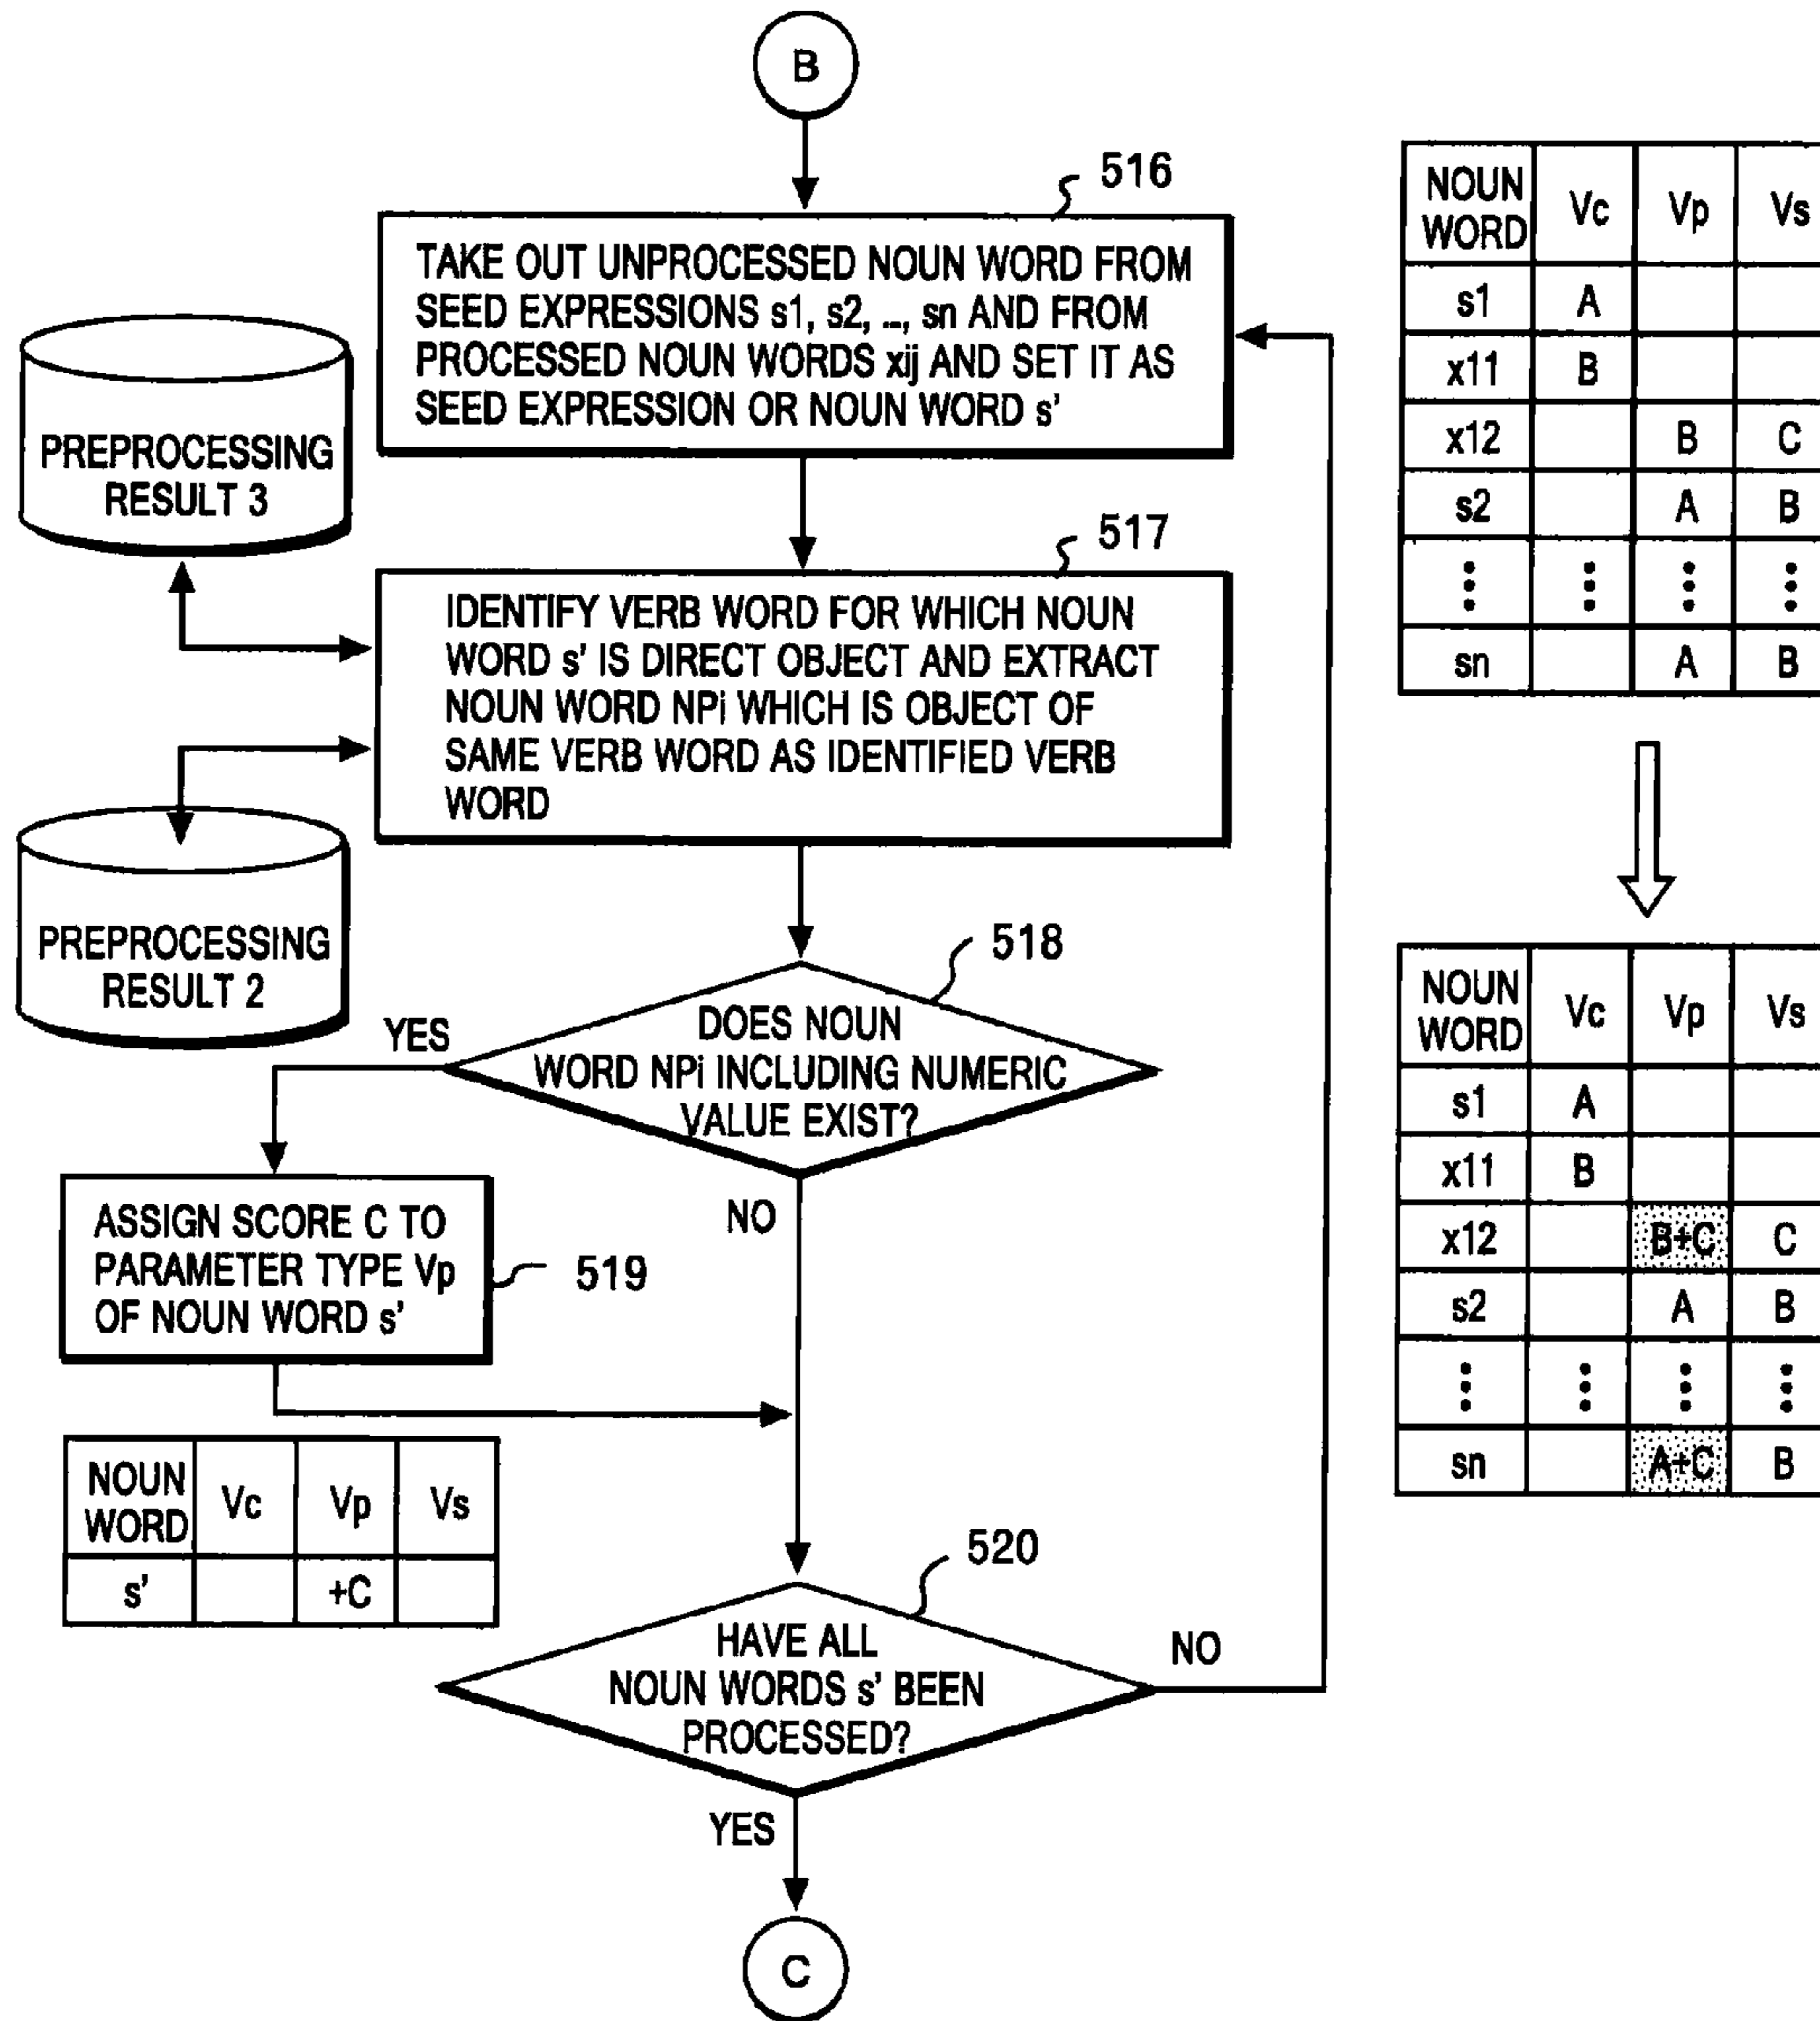 B
516
TAKE OUT UNPROCESSED NOUN WORD FROM
SEED EXPRESSIONS s1, s2, .., sn AND FROM
PROCESSED NOUN WORDS xij AND SET IT AS
SEED EXPRESSION OR NOUN WORD s'
PREPROCESSING
RESULT 3
517
IDENTIFY VERB WORD FOR WHICH NOUN
WORD s' IS DIRECT OBJECT AND EXTRACT
NOUN WORD NPi WHICH IS OBJECT OF
SAME VERB WORD AS IDENTIFIED VERB
WORD
PREPROCESSING
RESULT 2
518
DOES NOUN
WORD NPi INCLUDING NUMERIC
VALUE EXIST?
YES
NO
ASSIGN SCORE C TO
PARAMETER TYPE Vp
OF NOUN WORD s'
519
NOUN WORD Vc Vp Vs
s' +C
520
HAVE ALL
NOUN WORDS s' BEEN
PROCESSED?
NO
YES
C
NOUN WORD Vc Vp Vs
s1 A
x11 B
x12 B C
s2 A B
⋮ ⋮ ⋮ ⋮
sn A B
NOUN WORD Vc Vp Vs
s1 A
x11 B
x12 B+C C
s2 A B
⋮ ⋮ ⋮ ⋮
sn A+C B